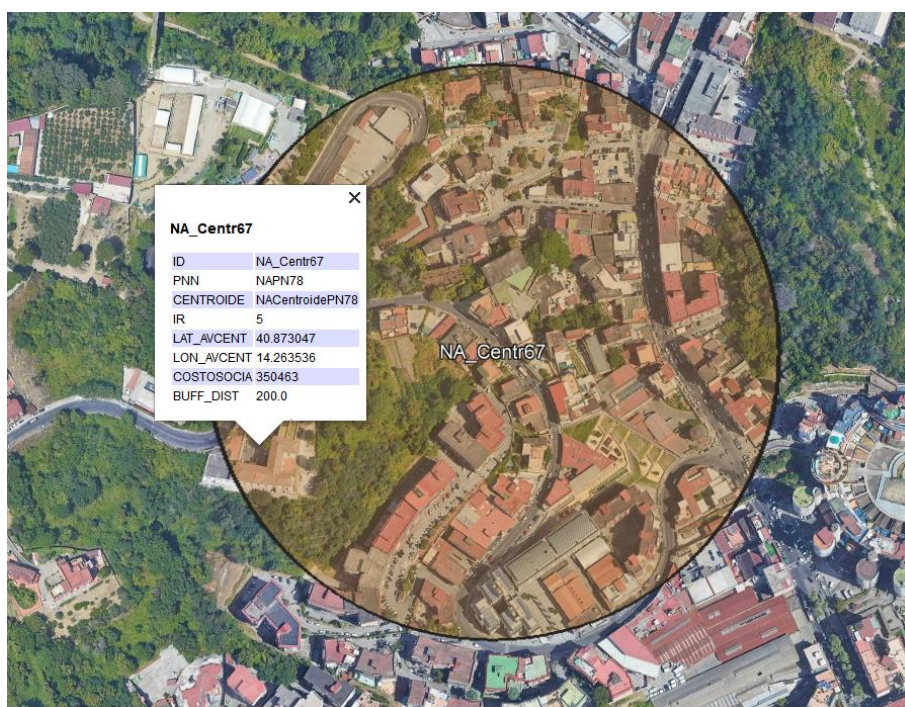 NA_Centr67
ID NA_Centr67
PNN NAPN78
CENTROIDE NACentroidePN78
IR 5
LAT_AVCENT 40.873047
LON_AVCENT 14.263536
COSTOSOCIA 350463
BUFF_DIST 200.0
NA_Centr67